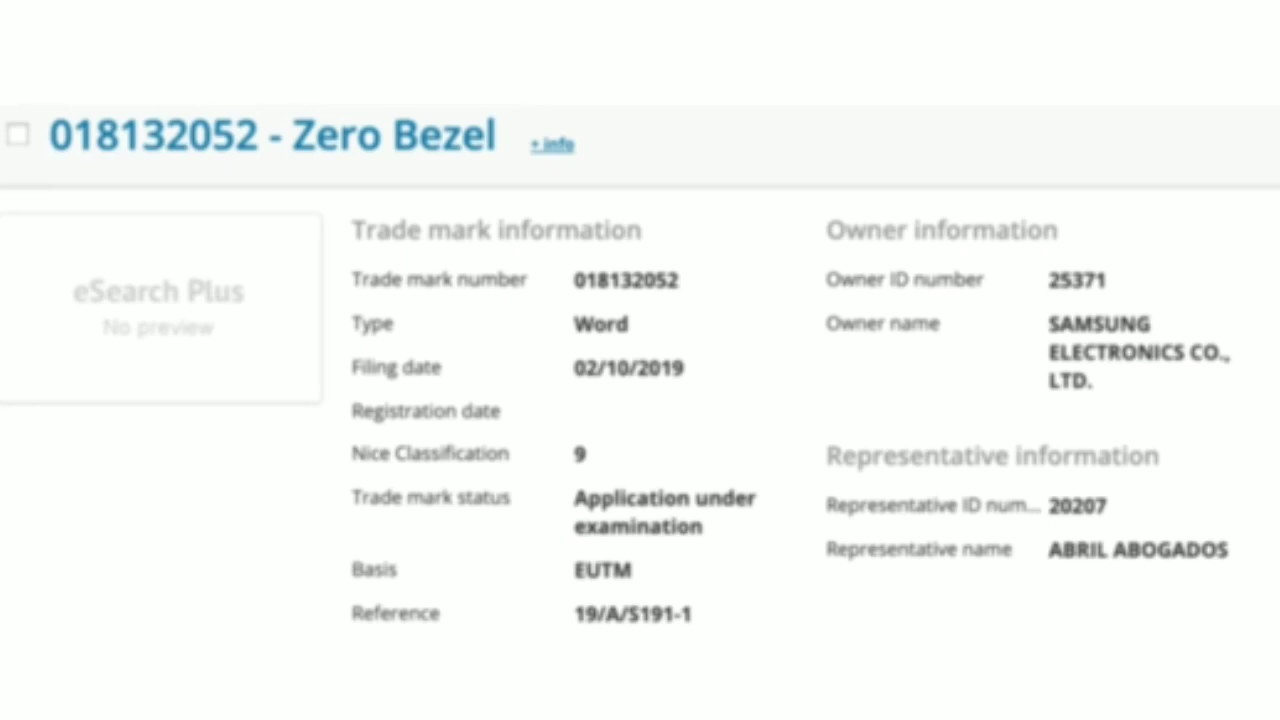 018132052 - Zero Bezel + info
eSearch Plus
No preview
Trade mark information
Trade mark number 018132052
Type Word
Filing date 02/10/2019
Registration date
Nice Classification 9
Trade mark status Application under
examination
Basis EUTM
Reference 19/A/S191-1
Owner information
Owner ID number 25371
Owner name SAMSUNG
ELECTRONICS CO.,
LTD.
Representative information
Representative ID num... 20207
Representative name ABRIL ABOGADOS